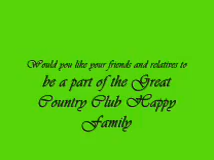 Would you like your friends and relatives to
be a part of the Great
Country Club Happy
Family